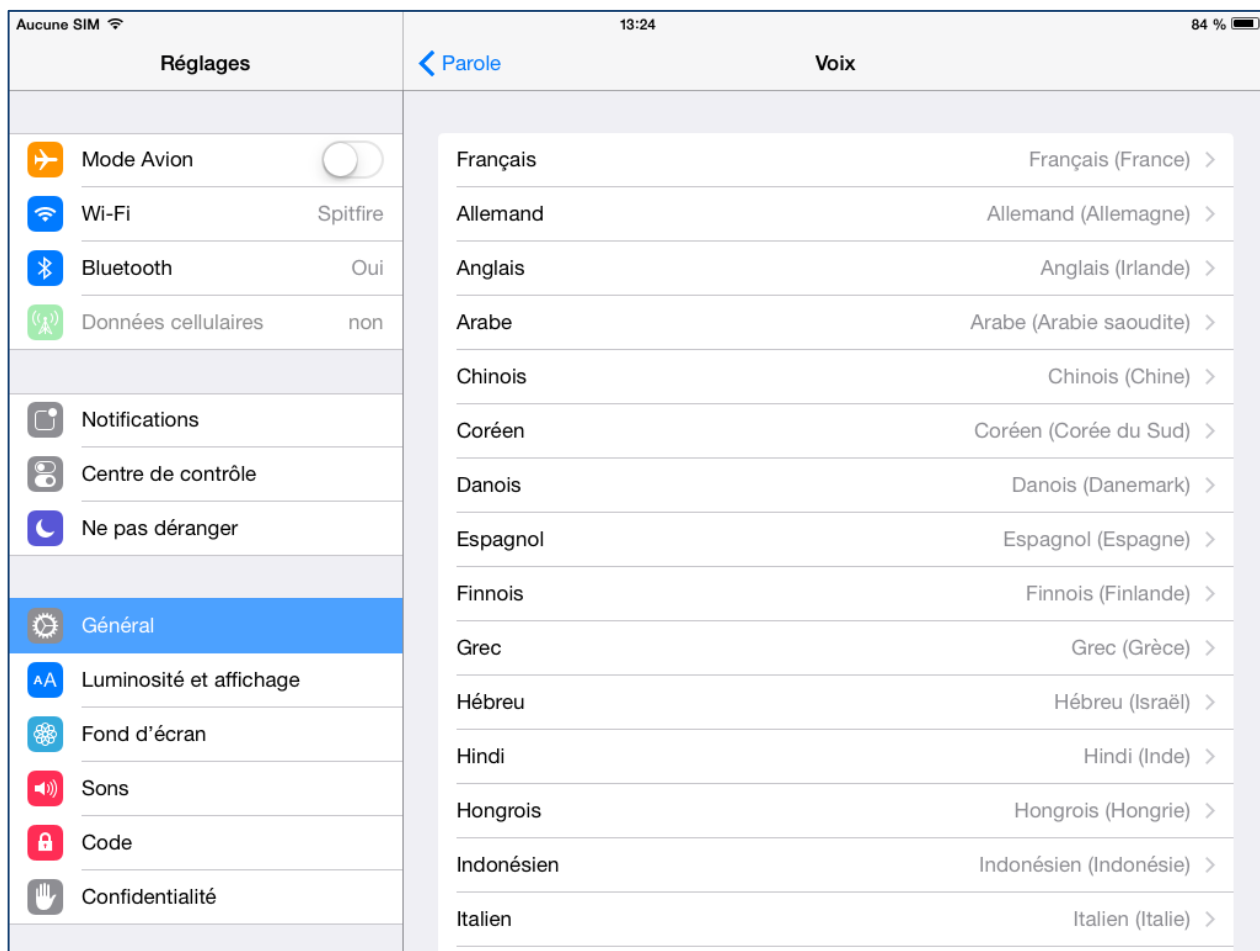 Aucune SIM 13:24 84 %
Réglages
Mode Avion
Wi-Fi Spitfire
Bluetooth Oui
Données cellulaires non
Notifications
Centre de contrôle
Ne pas déranger
Général
AA Luminosité et affichage
Fond d’écran
Sons
Code
Confidentialité
Parole Voix
Français Français (France)
Allemand Allemand (Allemagne)
Anglais Anglais (Irlande)
Arabe Arabe (Arabie saoudite)
Chinois Chinois (Chine)
Coréen Coréen (Corée du Sud)
Danois Danois (Danemark)
Espagnol Espagnol (Espagne)
Finnois Finnois (Finlande)
Grec Grec (Grèce)
Hébreu Hébreu (Israël)
Hindi Hindi (Inde)
Hongrois Hongrois (Hongrie)
Indonésien Indonésien (Indonésie)
Italien Italien (Italie)